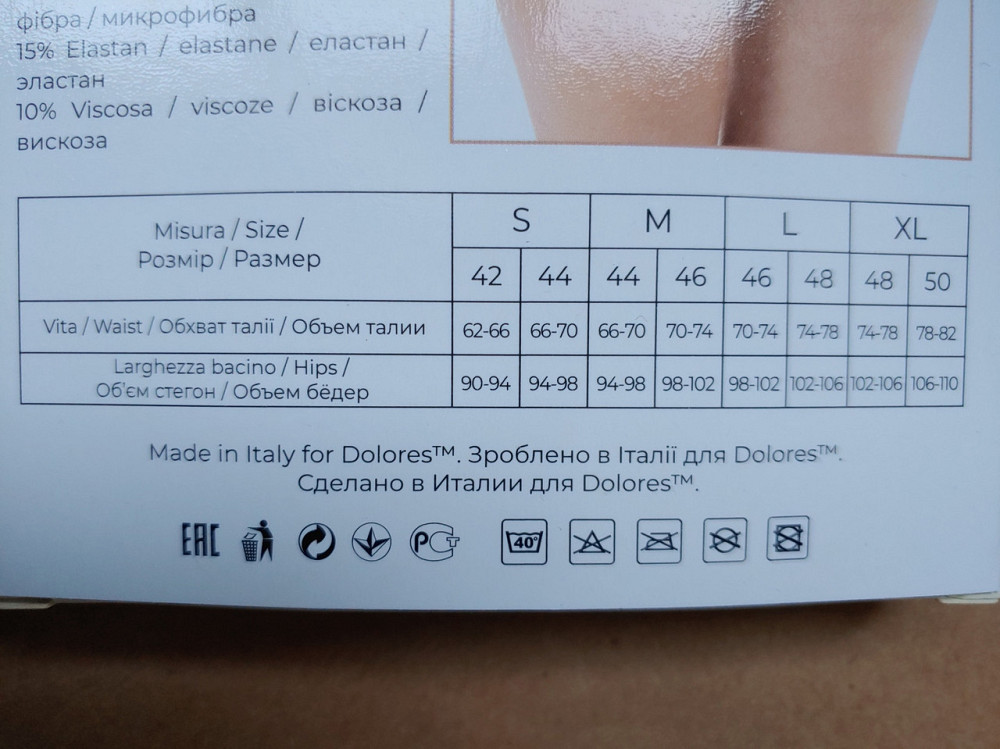 фібра / микрофибра
15% Elastan / elastane / еластан /
эластан
10% Viscosa / viscoze / віскоза /
вискоза
Misura / Size /
Розмір / Размер
S M L XL
42 44 44 46 46 48 48 50
Vita / Waist / Обхват талії / Объем талии 62-66 66-70 66-70 70-74 70-74 74-78 74-78 78-82
Larghezza bacino / Hips /
Об'єм стегон / Объем бёдер
90-94 94-98 94-98 98-102 98-102 102-106 102-106 106-110
Made in Italy for Dolores™. Зроблено в Італії для Dolores™.
Сделано в Италии для Dolores™.
EAC РСТ 40°